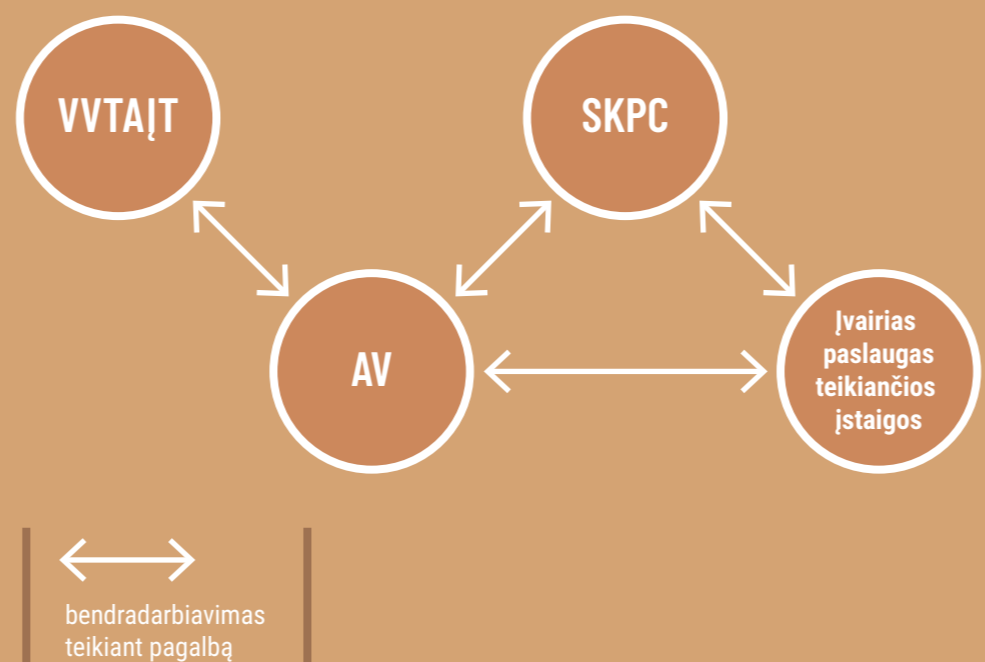 VVTAĮT
SKPC
AV
Įvairias
paslaugas
teikiančios
įstaigos
bendradarbiavimas
teikiant pagalbą